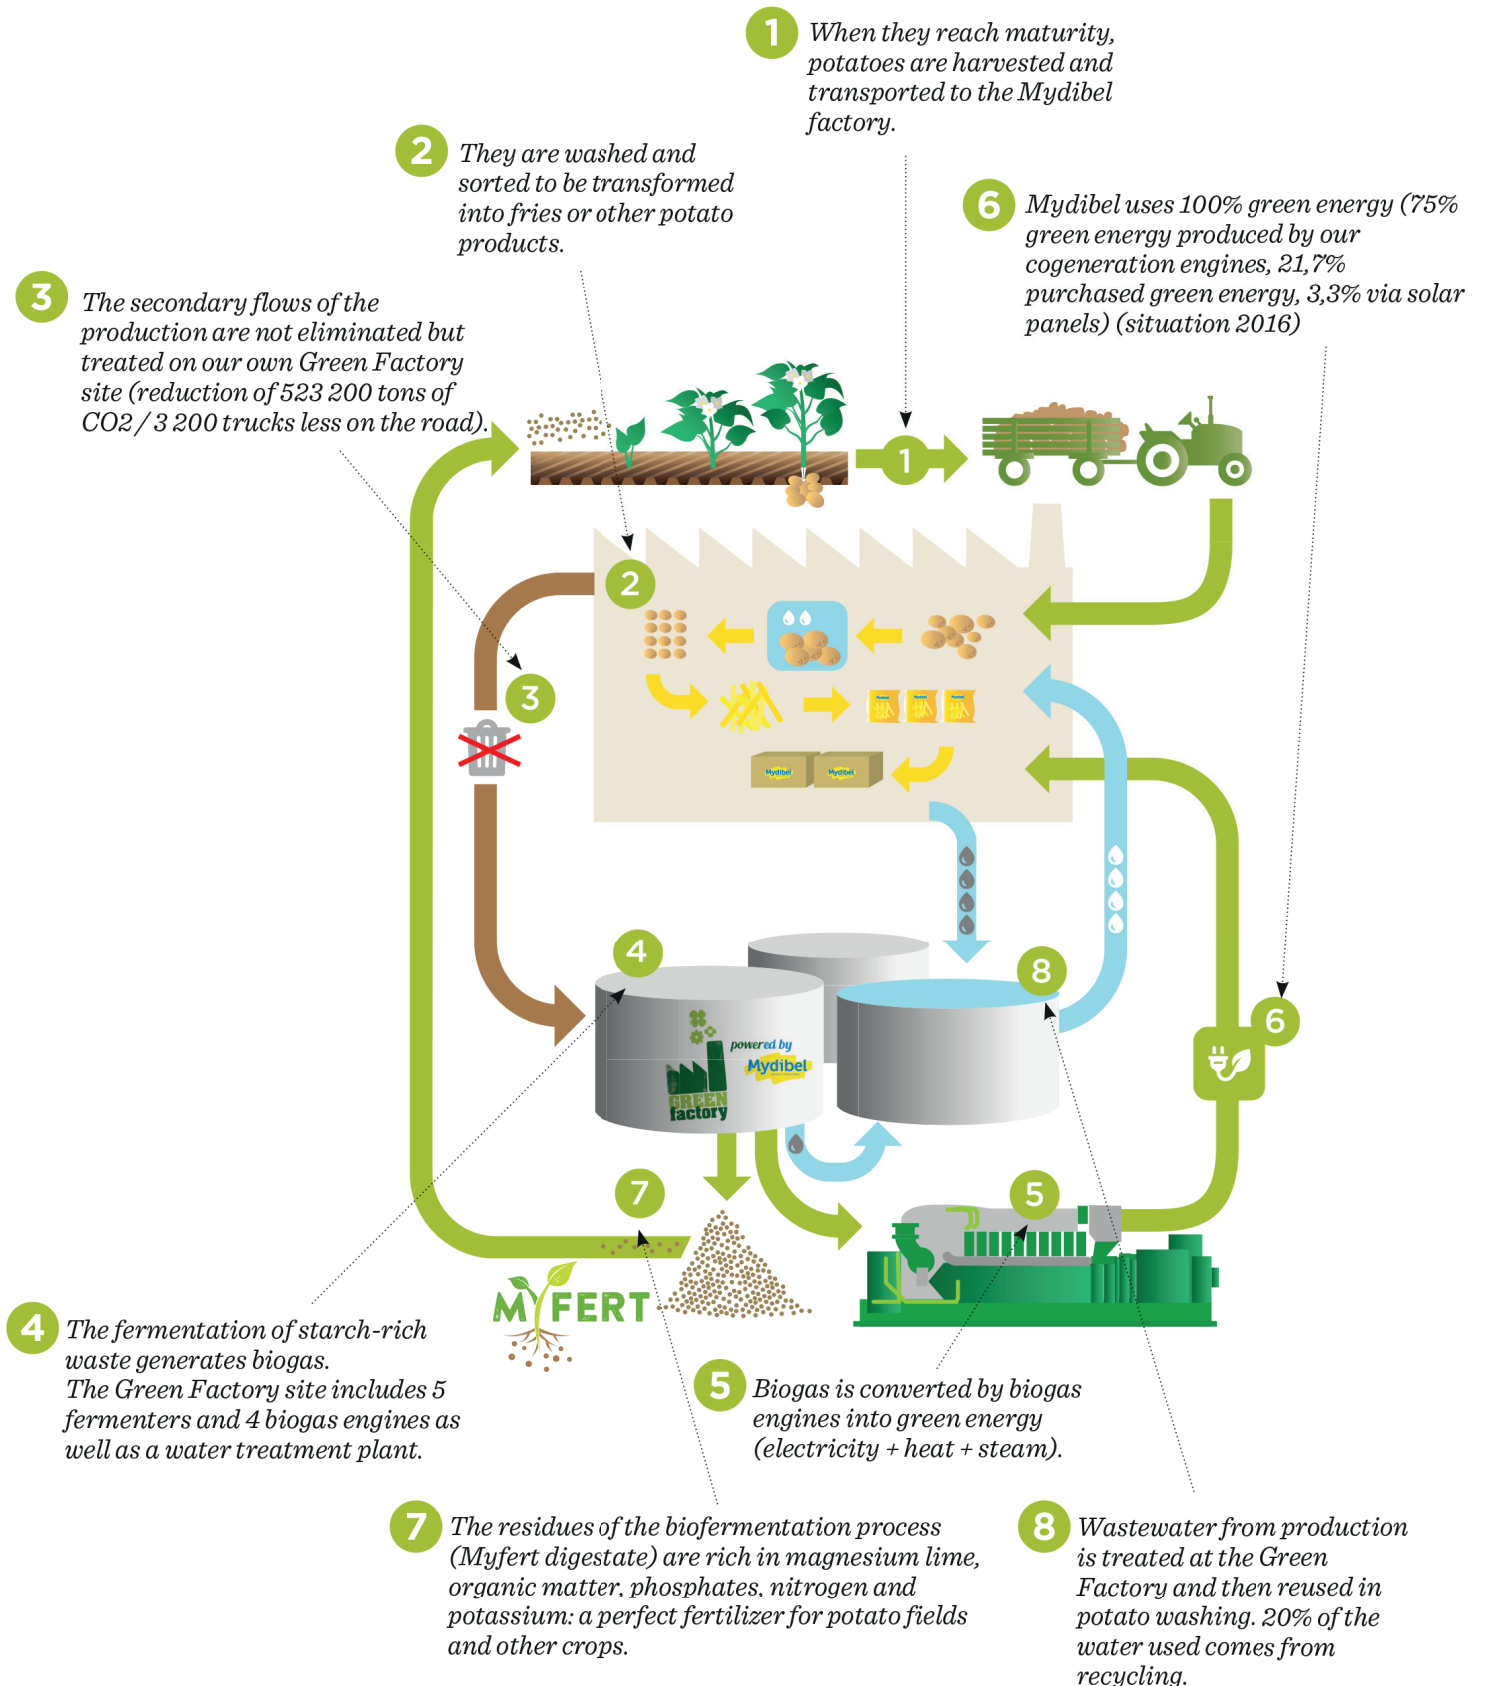 1
When they reach maturity,
potatoes are harvested and
transported to the Mydibel
factory.
2
They are washed and
sorted to be transformed
into fries or other potato
products.
6
Mydibel uses 100% green energy (75%
green energy produced by our
cogeneration engines, 21,7%
purchased green energy, 3,3% via solar
panels) (situation 2016)
3
The secondary flows of the
production are not eliminated but
treated on our own Green Factory
site (reduction of 523 200 tons of
CO2 / 3 200 trucks less on the road).
1
2
3
Mydibel Mydibel Mydibel
Mydibel Mydibel
4
8
6
powered by
Mydibel
GREEN
factory
7
5
MYFERT
4
The fermentation of starch-rich
waste generates biogas.
The Green Factory site includes 5
fermenters and 4 biogas engines as
well as a water treatment plant.
5
Biogas is converted by biogas
engines into green energy
(electricity + heat + steam).
7
The residues of the biofermentation process
(Myfert digestate) are rich in magnesium lime,
organic matter, phosphates, nitrogen and
potassium: a perfect fertilizer for potato fields
and other crops.
8
Wastewater from production
is treated at the Green
Factory and then reused in
potato washing. 20% of the
water used comes from
recycling.